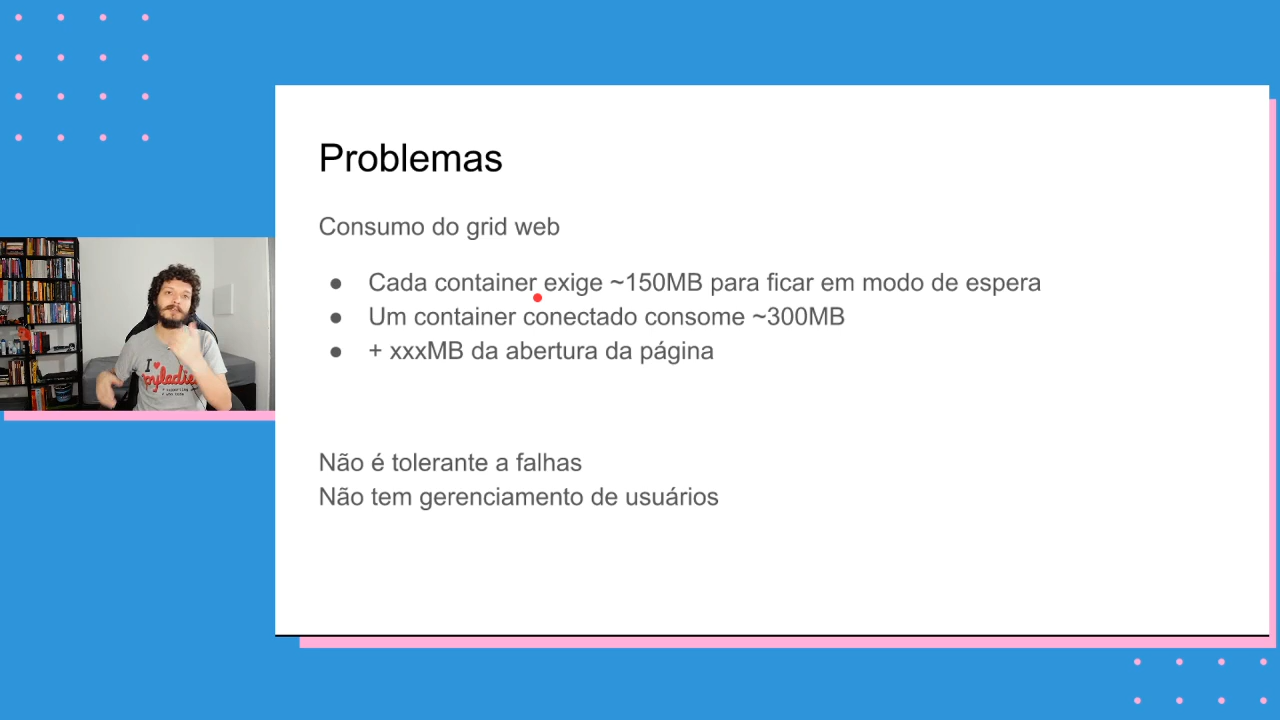 Problemas
Consumo do grid web
● Cada container exige ~150MB para ficar em modo de espera
● Um container conectado consome ~300MB
● + xxxMB da abertura da página
Não é tolerante a falhas
Não tem gerenciamento de usuários
I ♥
pyladies